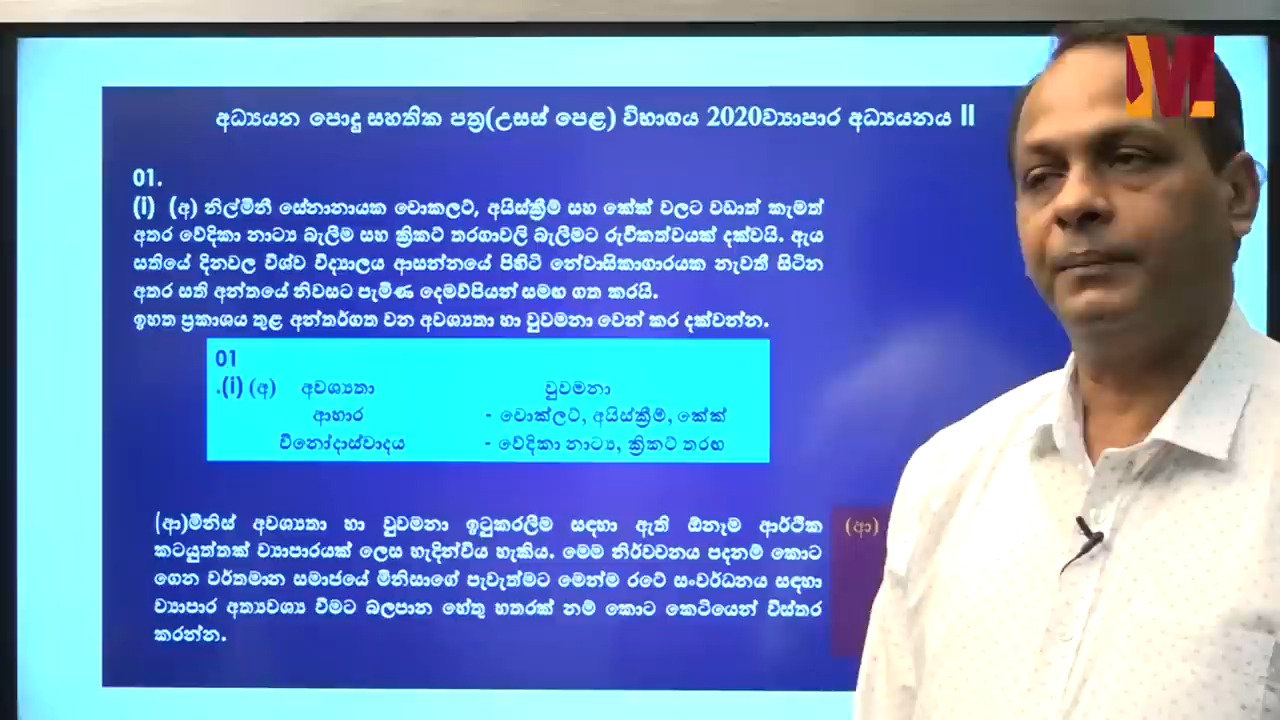 අධ්‍යයන පොදු සහතික පත්‍ර(උසස් පෙළ) විභාගය 2020ව්‍යාපාර අධ්‍යයනය II
01.
(i) (අ) නිල්මිනී සේනානායක චොකලට්, අයිස්ක්‍රීම් සහ කේක් වලට වඩාත් කැමත්
අතර වේදිකා නාට්‍ය බැලීම සහ ක්‍රිකට් තරගාවලි බැලීමට රුචිකත්වයක් දක්වයි. ඇය
සතියේ දිනවල විශ්ව විද්‍යාලය ආසන්නයේ පිහිටි නේවාසිකාගාරයක නැවතී සිටින
අතර සති අන්තයේ නිවසට පැමිණ දෙමව්පියන් සමඟ ගත කරයි.
ඉහත ප්‍රකාශය තුළ අන්තර්ගත වන අවශ්‍යතා හා වුවමනා වෙන් කර දක්වන්න.
01
.(i) (අ) අවශ්‍යතා වුවමනා
ආහාර - චොක්ලට්, අයිස්ක්‍රීම්, කේක්
විනෝදාස්වාදය - වේදිකා නාට්‍ය, ක්‍රිකට් තරඟ
(ආ)මිනිස් අවශ්‍යතා හා වුවමනා ඉටුකරලීම සඳහා ඇති ඕනෑම ආර්ථික
කටයුත්තක් ව්‍යාපාරයක් ලෙස හැදින්විය හැකිය. මෙම නිර්වචනය පදනම් කොට
ගෙන වර්තමාන සමාජයේ මිනිසාගේ පැවැත්මට මෙන්ම රටේ සංවර්ධනය සඳහා
ව්‍යාපාර අත්‍යවශ්‍ය වීමට බලපාන හේතු හතරක් නම් කොට කෙටියෙන් විස්තර
කරන්න.
(ආ)